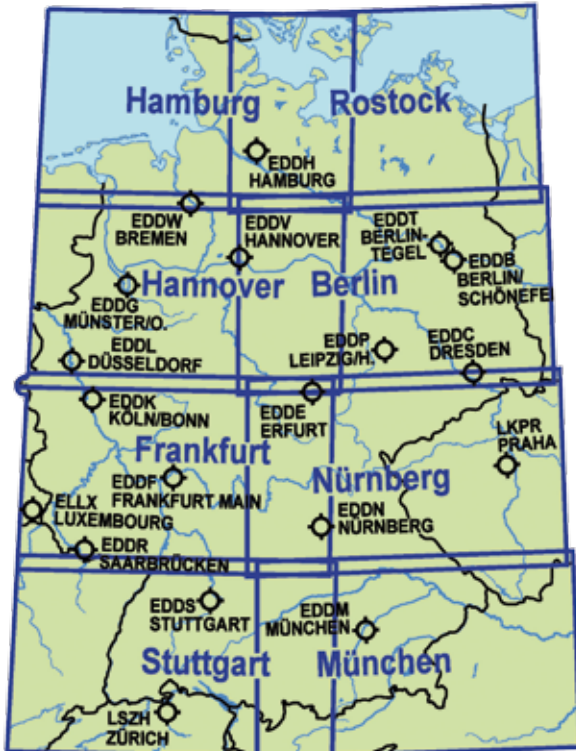 Hamburg
Rostock
EDDH
HAMBURG
EDDW
BREMEN
EDDV
HANNOVER
EDDT
BERLIN-
TEGEL
EDDB
BERLIN/
SCHÖNEFE
Hannover
Berlin
EDDG
MÜNSTER/O.
EDDL
DÜSSELDORF
EDDP
LEIPZIG/H.
EDDC
DRESDEN
EDDK
KÖLN/BONN
EDDE
ERFURT
LKPR
PRAHA
Frankfurt
Nürnberg
EDDF
FRANKFURT MAIN
ELLX
LUXEMBOURG
EDDN
NÜRNBERG
EDDR
SAARBRÜCKEN
EDDS
STUTTGART
EDDM
MÜNCHEN
Stuttgart
München
LSZH
ZÜRICH